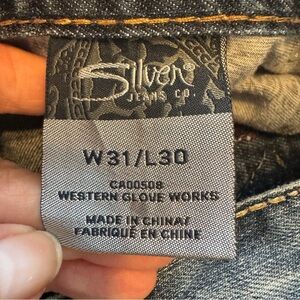 Silver
JEANS CO.
W31/L30
CA00508
WESTERN GLOVE WORKS
MADE IN CHINA/
FABRIQUÉ EN CHINE